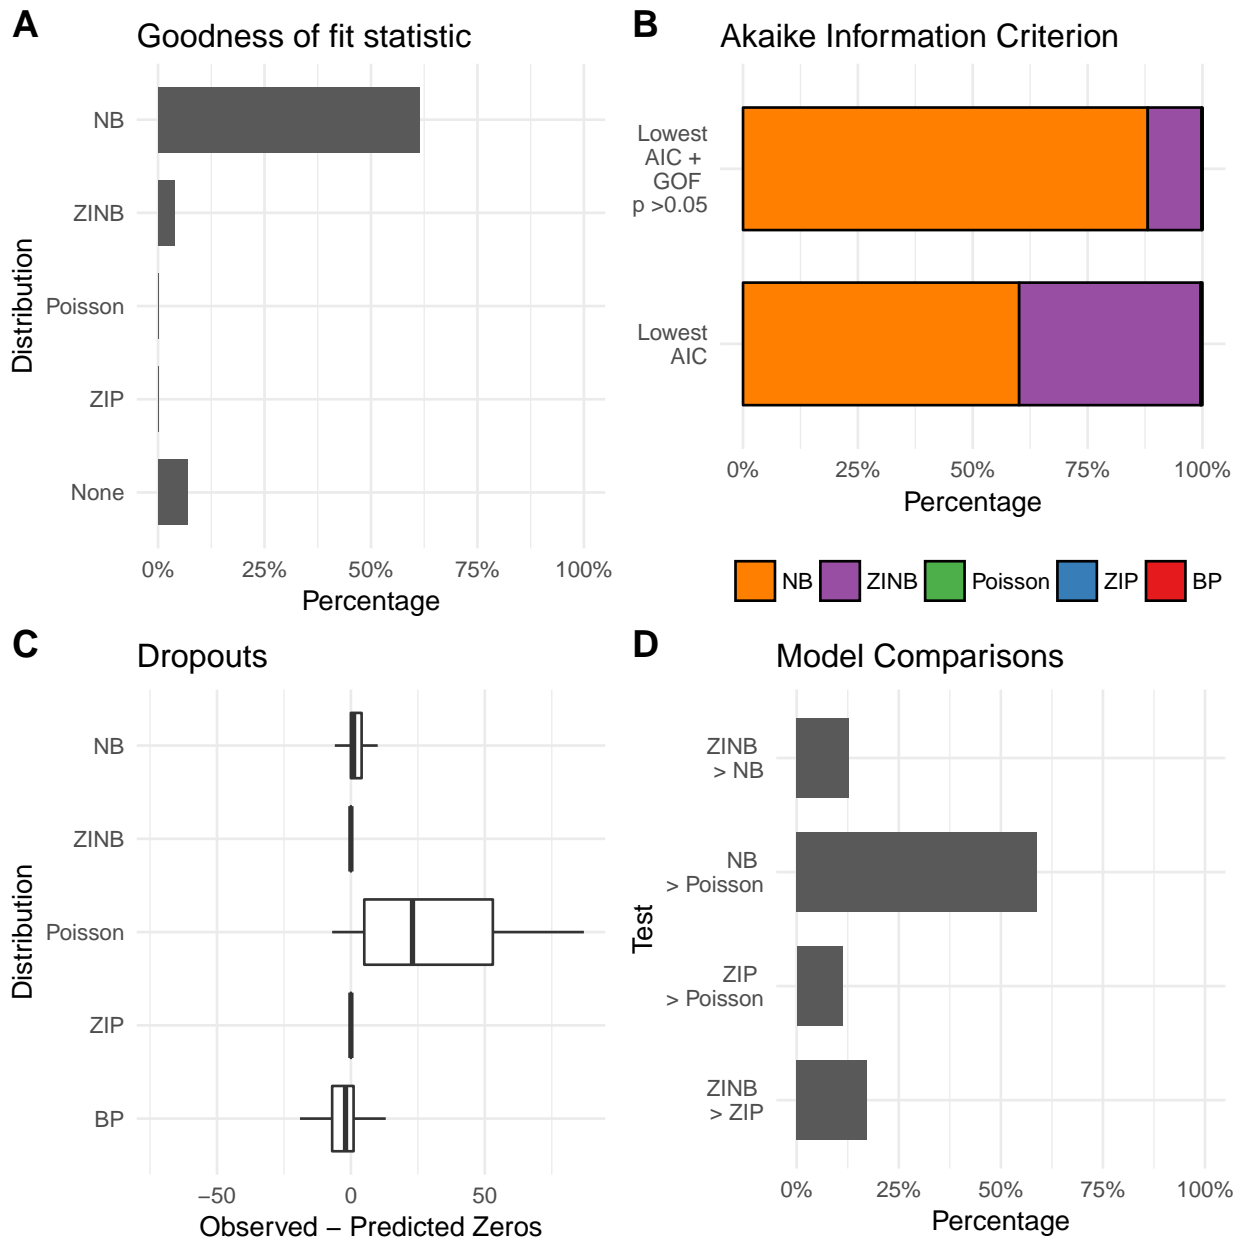 A
Goodness of fit statistic
NB
ZINB
Poisson
ZIP
None
Distribution
0%
25%
50%
75%
100%
Percentage
B
Akaike Information Criterion
Lowest
AIC +
GOF
p >0.05
Lowest
AIC
0%
25%
50%
75%
100%
Percentage
NB
ZINB
Poisson
ZIP
BP
C
Dropouts
NB
ZINB
Poisson
ZIP
BP
Distribution
−50
0
50
Observed − Predicted Zeros
D
Model Comparisons
ZINB
> NB
NB
> Poisson
ZIP
> Poisson
ZINB
> ZIP
Test
0%
25%
50%
75%
100%
Percentage